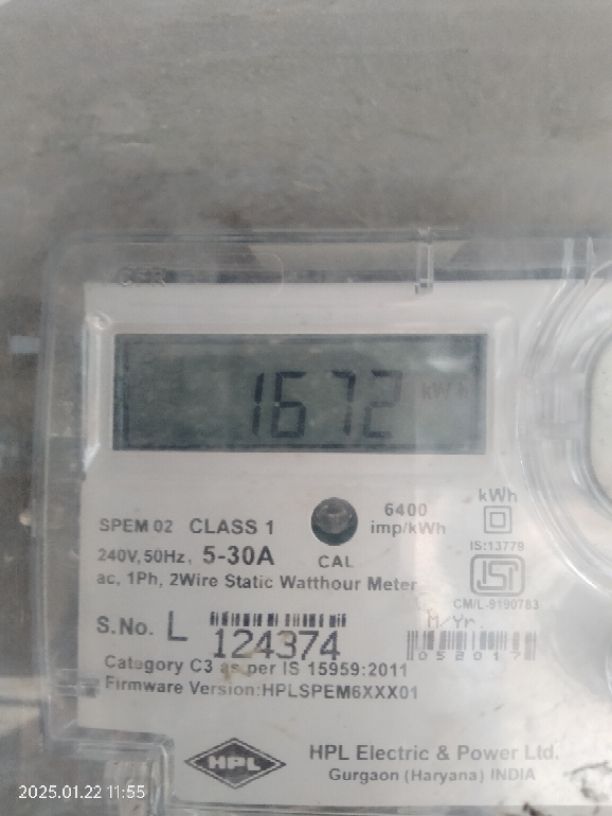 1672 kWh
SPEM 02 CLASS 1
6400
imp/kWh
kWh
240V, 50Hz, 5-30A
CAL
IS:13779
ac, 1Ph, 2Wire Static Watthour Meter
ISI
CM/L-9190783
S.No. L 124374
M/Yr.
052017
Category C3 as per IS 15959:2011
Firmware Version:HPLSPEM6XXX01
HPL
HPL Electric & Power Ltd.
Gurgaon (Haryana) INDIA
2025.01.22 11:55